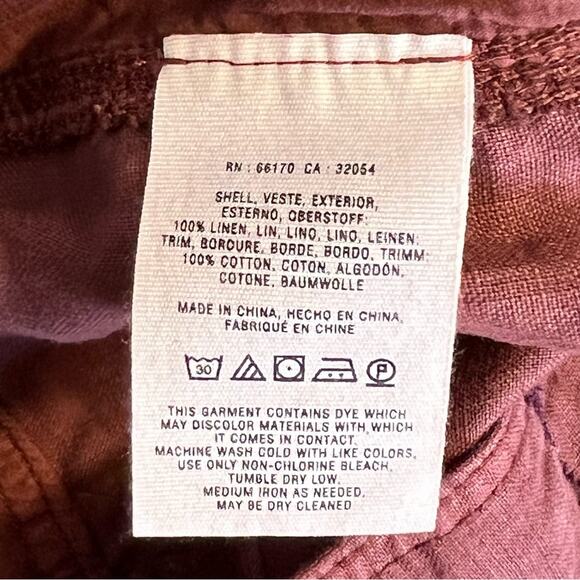 RN : 66170 CA : 32054
SHELL, VESTE, EXTERIOR,
ESTERNO, OBERSTOFF:
100% LINEN, LIN, LINO, LINO, LEINEN;
TRIM, BORDURE, BORDE, BORDO, TRIMM:
100% COTTON, COTON, ALGODÓN,
COTONE, BAUMWOLLE
MADE IN CHINA, HECHO EN CHINA,
FABRIQUÉ EN CHINE
30 P
THIS GARMENT CONTAINS DYE WHICH
MAY DISCOLOR MATERIALS WITH WHICH
IT COMES IN CONTACT.
MACHINE WASH COLD WITH LIKE COLORS.
USE ONLY NON-CHLORINE BLEACH.
TUMBLE DRY LOW.
MEDIUM IRON AS NEEDED.
MAY BE DRY CLEANED